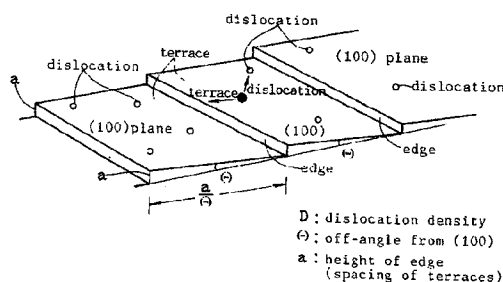 dislocation
terrace
dislocation
(100) plane
a
terrace
dislocation
dislocation
(100)plane
(100)
edge
edge
a
(-)
(-)
a
(-)
D : dislocation density
(-) : off-angle from (100)
a : height of edge
(spacing of terraces)